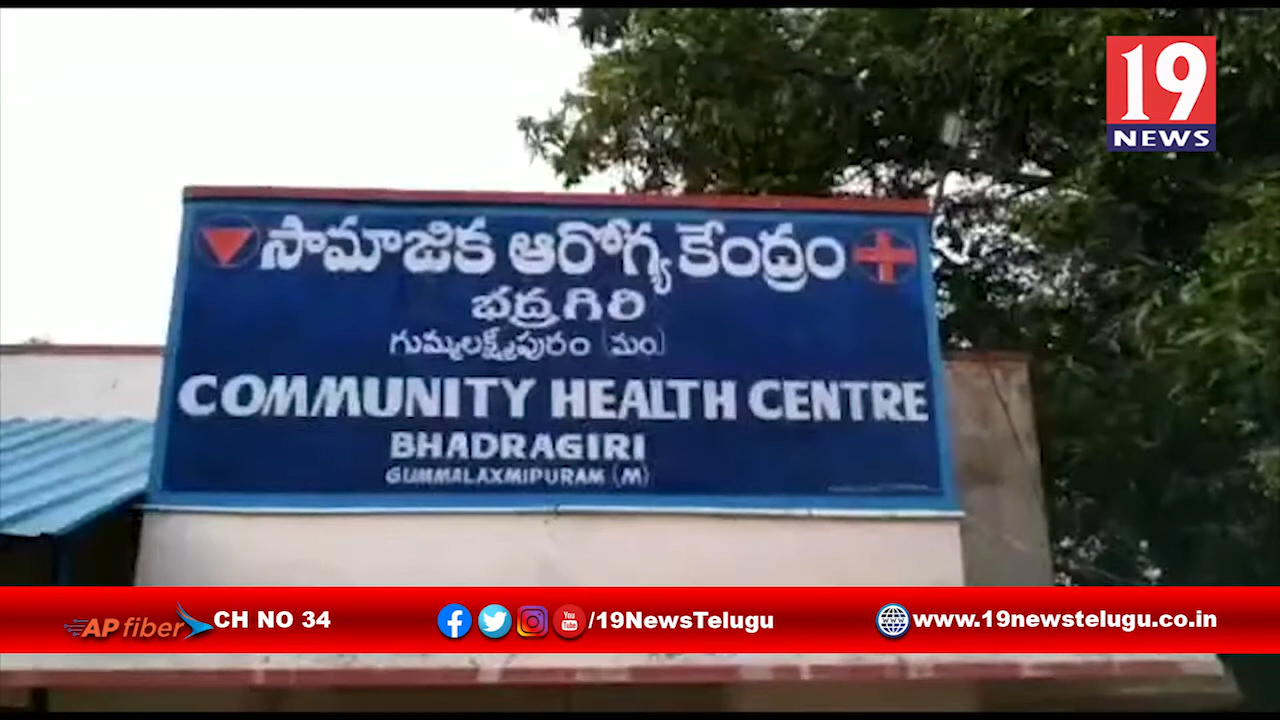 19
NEWS
సామాజిక ఆరోగ్య కేంద్రం
భద్రగిరి
గుమ్మలక్ష్మీపురం (మం)
COMMUNITY HEALTH CENTRE
BHADRAGIRI
GUMMALAXMIPURAM (M)
AP fiber CH NO 34 /19NewsTelugu www.19newstelugu.co.in